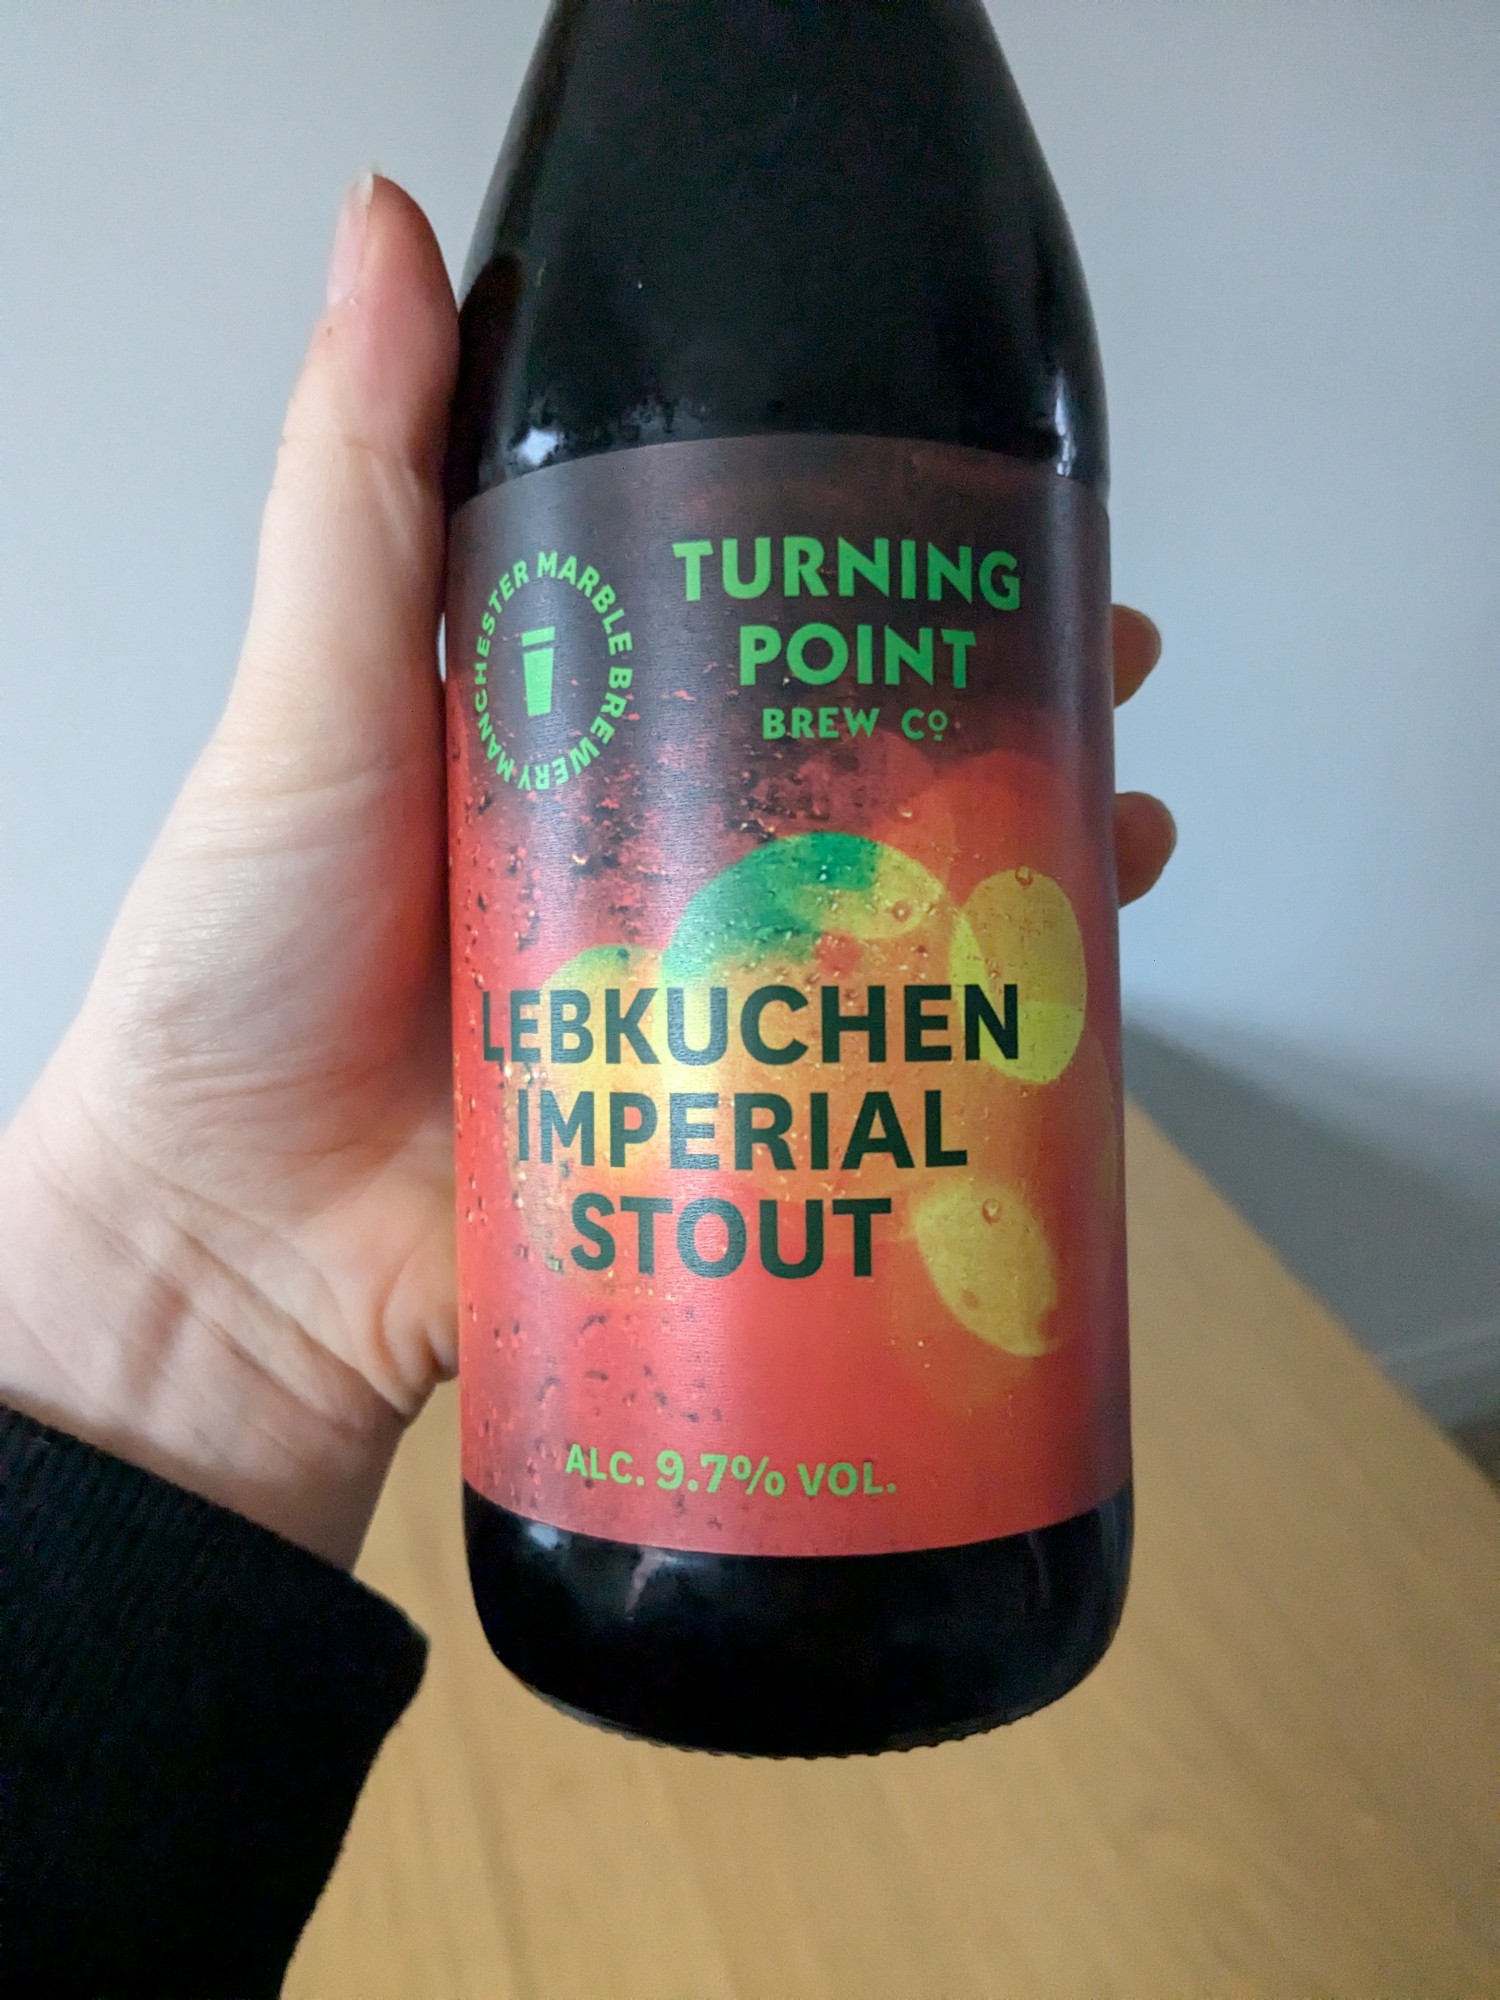 MANCHESTER MARBLE BREWERY
TURNING
POINT
BREW Cº
LEBKUCHEN
IMPERIAL
STOUT
ALC. 9.7% VOL.